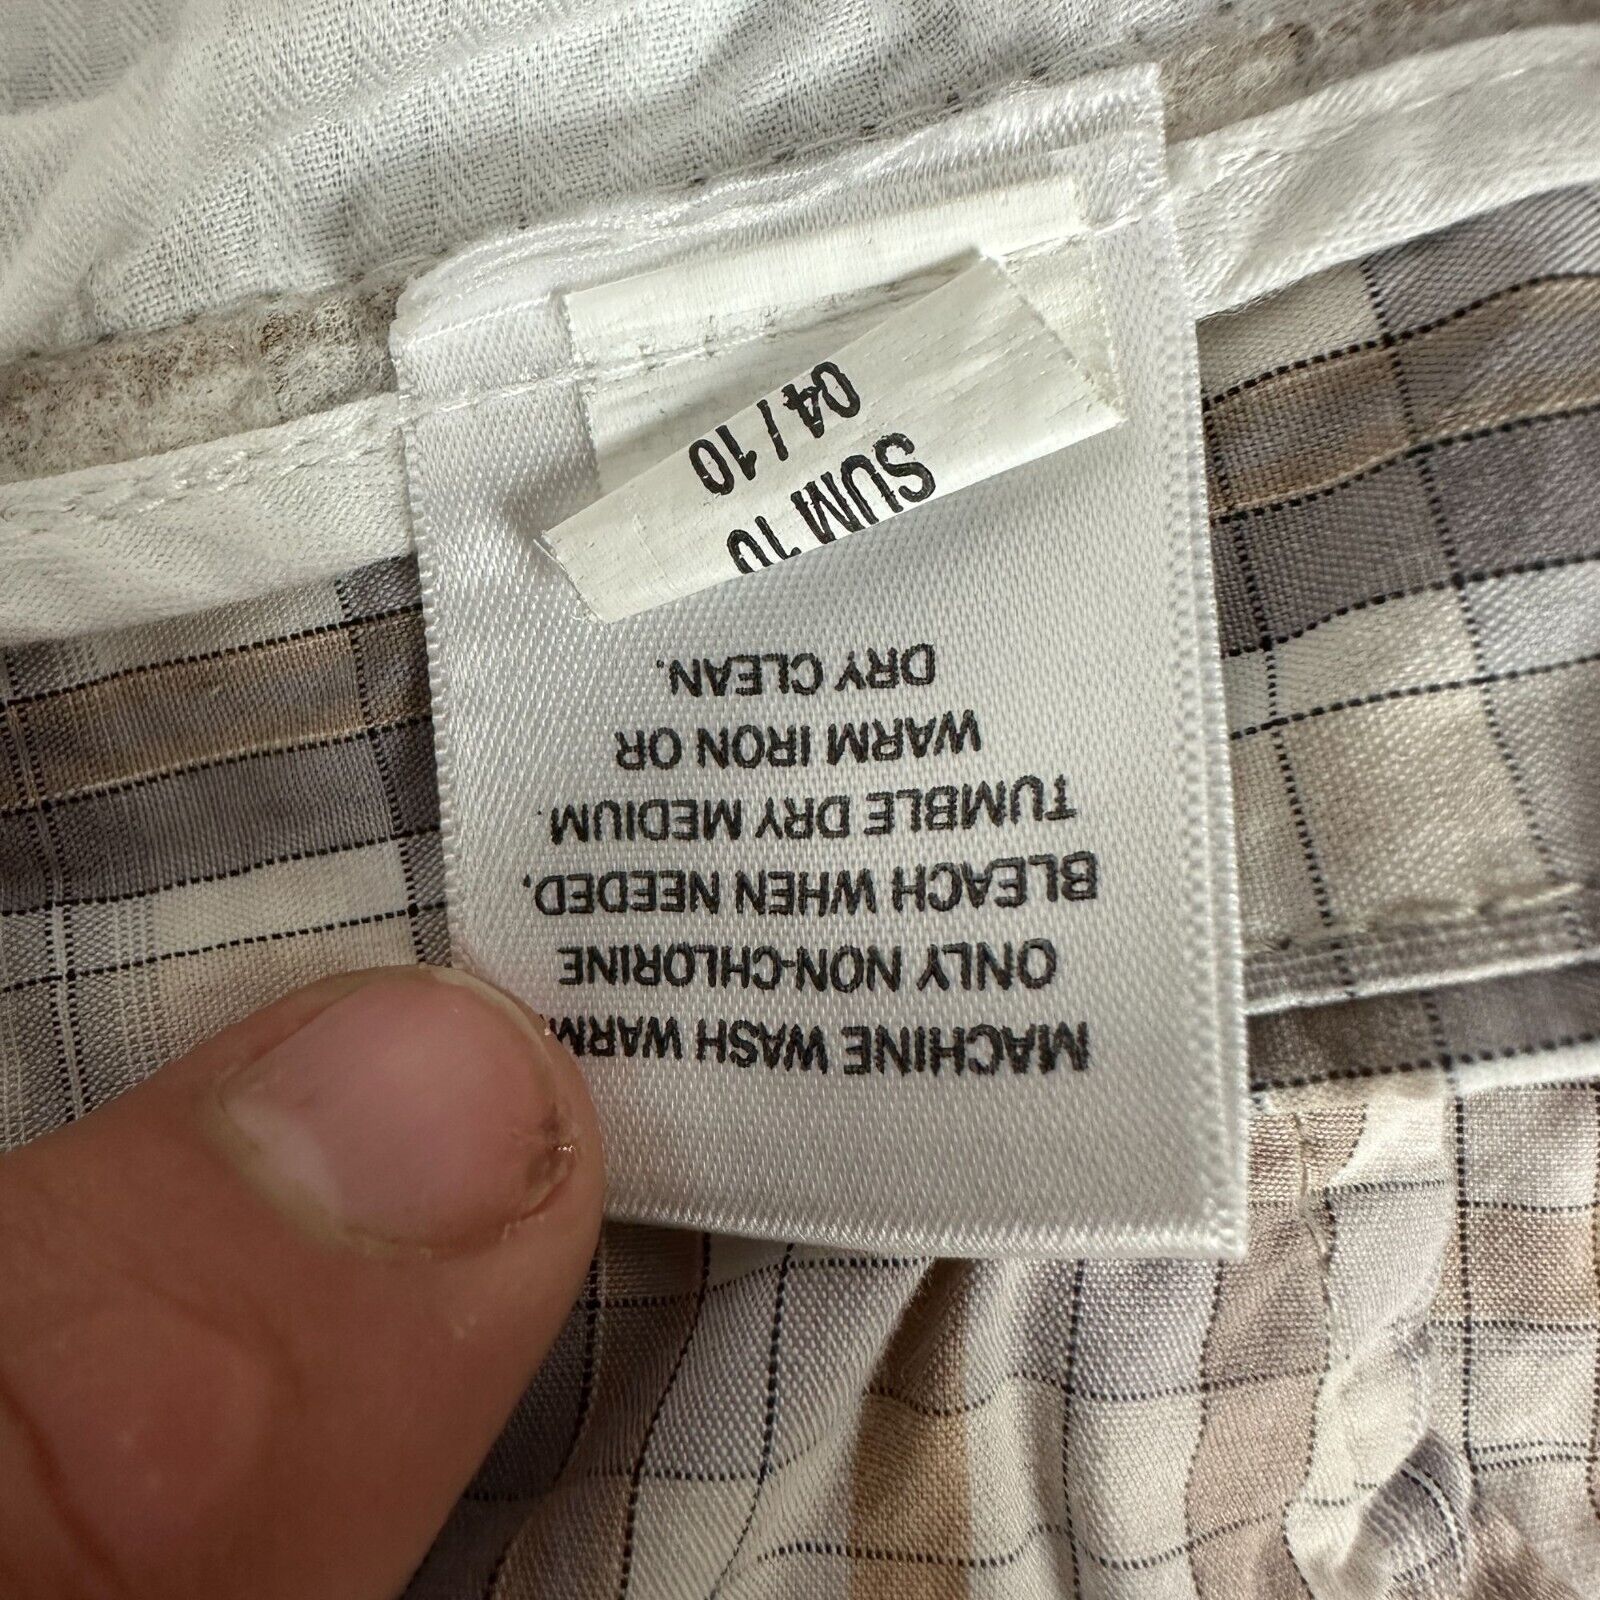 MACHINE WASH WARM.
ONLY NON-CHLORINE
BLEACH WHEN NEEDED,
TUMBLE DRY MEDIUM.
WARM IRON OR
DRY CLEAN.
SUM 10
04/10